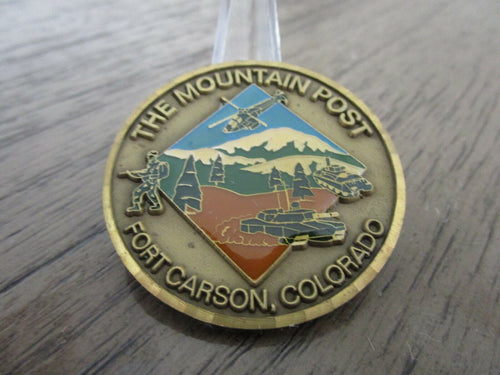 THE MOUNTAIN POST
FORT CARSON, COLORADO